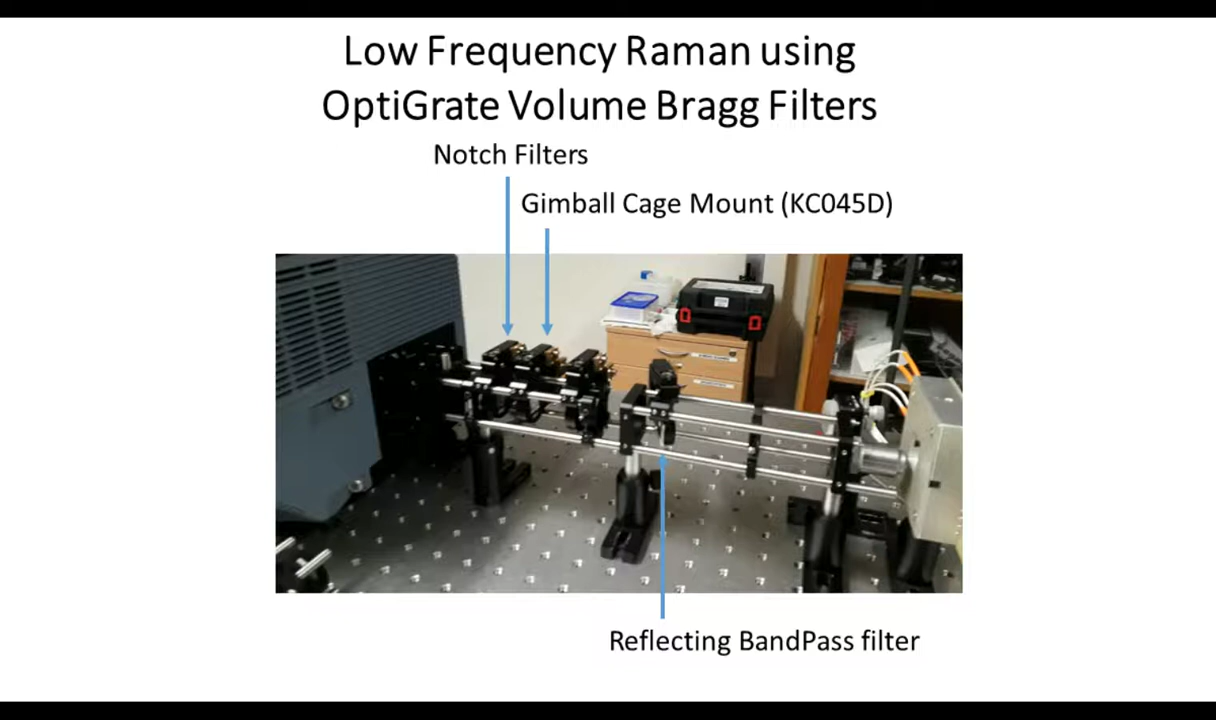 Low Frequency Raman using
OptiGrate Volume Bragg Filters
Notch Filters
Gimball Cage Mount (KC045D)
Reflecting BandPass filter